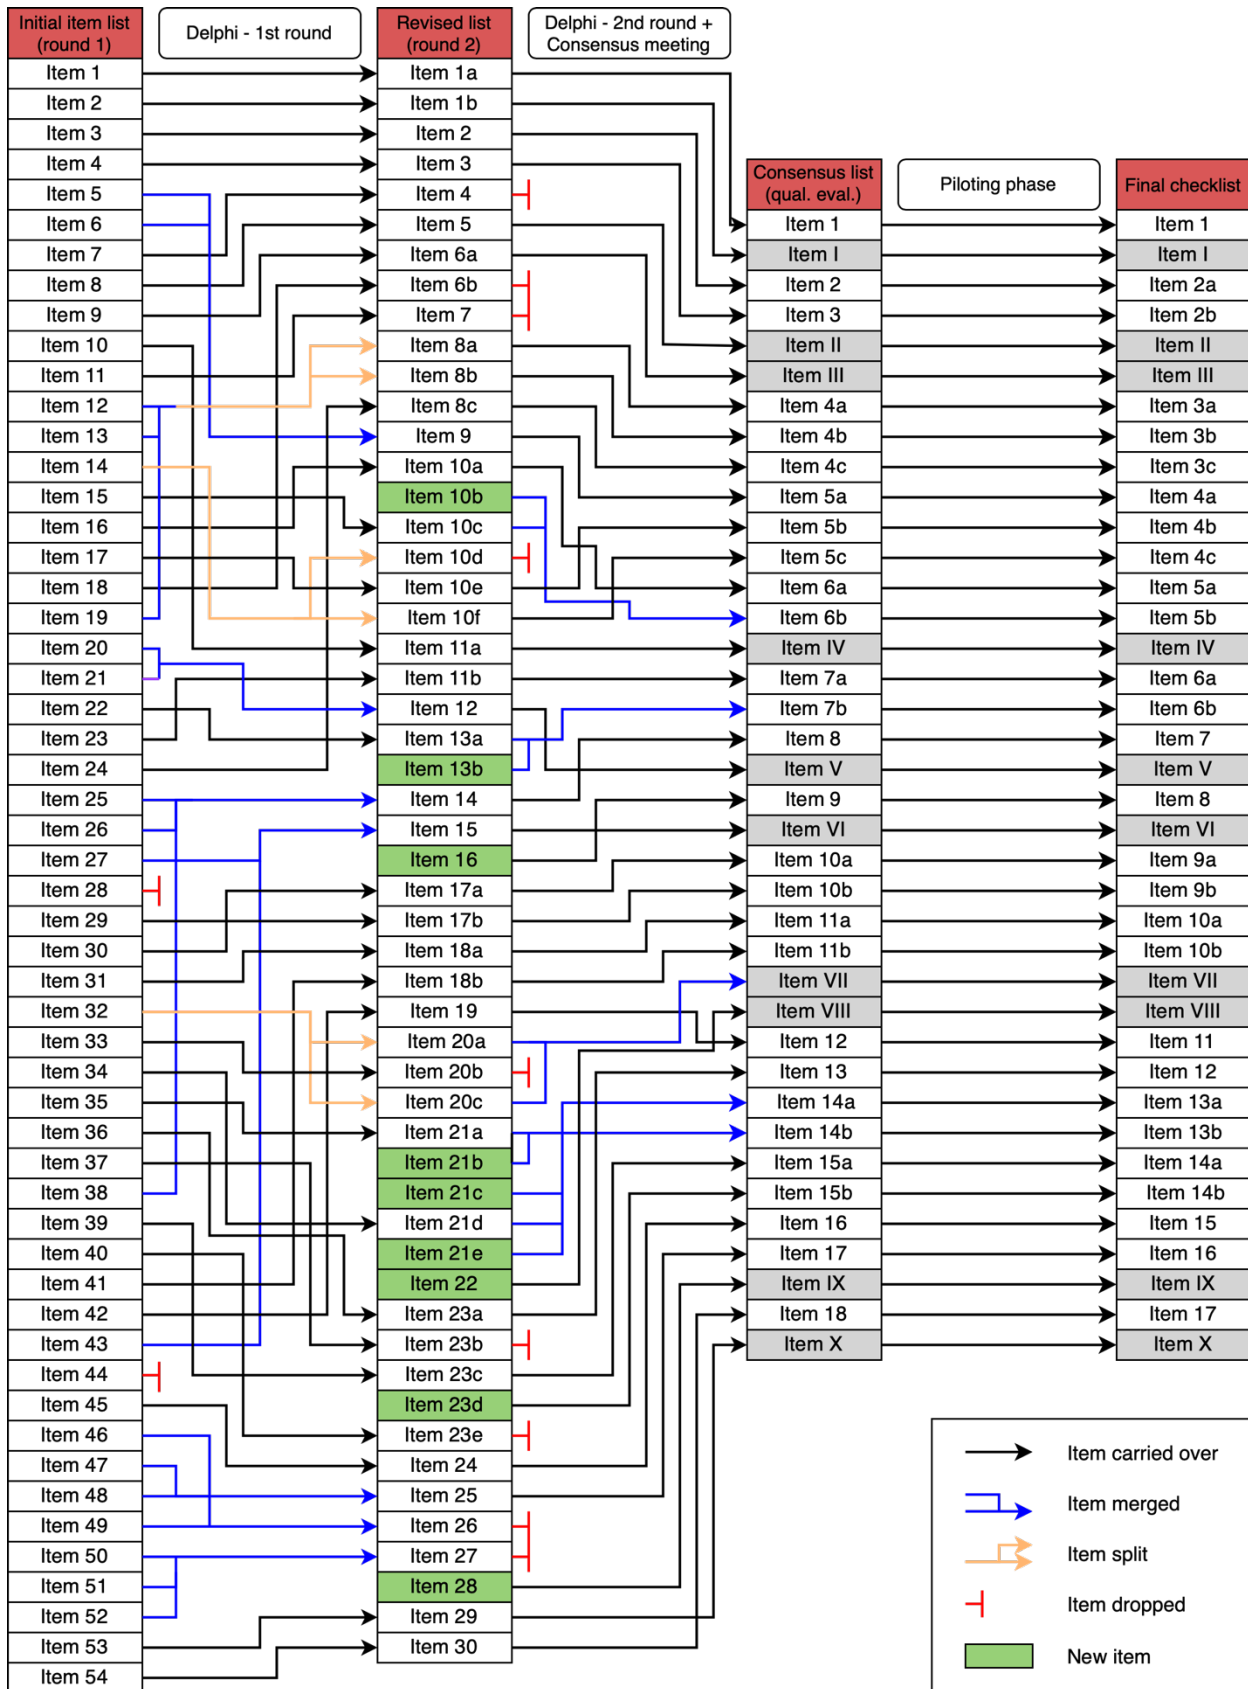 Initial item list
(round 1)
Delphi - 1st round
Revised list
(round 2)
Delphi - 2nd round +
Consensus meeting
Item 1
Item 2
Item 3
Item 4
Item 5
Item 6
Item 7
Item 8
Item 9
Item 10
Item 11
Item 12
Item 13
Item 14
Item 15
Item 16
Item 17
Item 18
Item 19
Item 20
Item 21
Item 22
Item 23
Item 24
Item 25
Item 26
Item 27
Item 28
Item 29
Item 30
Item 31
Item 32
Item 33
Item 34
Item 35
Item 36
Item 37
Item 38
Item 39
Item 40
Item 41
Item 42
Item 43
Item 44
Item 45
Item 46
Item 47
Item 48
Item 49
Item 50
Item 51
Item 52
Item 53
Item 54
Item 1a
Item 1b
Item 2
Item 3
Item 4
Item 5
Item 6a
Item 6b
Item 7
Item 8a
Item 8b
Item 8c
Item 9
Item 10a
Item 10b
Item 10c
Item 10d
Item 10e
Item 10f
Item 11a
Item 11b
Item 12
Item 13a
Item 13b
Item 14
Item 15
Item 16
Item 17a
Item 17b
Item 18a
Item 18b
Item 19
Item 20a
Item 20b
Item 20c
Item 21a
Item 21b
Item 21c
Item 21d
Item 21e
Item 22
Item 23a
Item 23b
Item 23c
Item 23d
Item 23e
Item 24
Item 25
Item 26
Item 27
Item 28
Item 29
Item 30
Consensus list
(qual. eval.)
Piloting phase
Final checklist
Item 1
Item I
Item 2
Item 3
Item II
Item III
Item 4a
Item 4b
Item 4c
Item 5a
Item 5b
Item 5c
Item 6a
Item 6b
Item IV
Item 7a
Item 7b
Item 8
Item V
Item 9
Item VI
Item 10a
Item 10b
Item 11a
Item 11b
Item VII
Item VIII
Item 12
Item 13
Item 14a
Item 14b
Item 15a
Item 15b
Item 16
Item 17
Item IX
Item 18
Item X
Item 1
Item I
Item 2a
Item 2b
Item II
Item III
Item 3a
Item 3b
Item 3c
Item 4a
Item 4b
Item 4c
Item 5a
Item 5b
Item IV
Item 6a
Item 6b
Item 7
Item V
Item 8
Item VI
Item 9a
Item 9b
Item 10a
Item 10b
Item VII
Item VIII
Item 11
Item 12
Item 13a
Item 13b
Item 14a
Item 14b
Item 15
Item 16
Item IX
Item 17
Item X
Item carried over
Item merged
Item split
Item dropped
New item